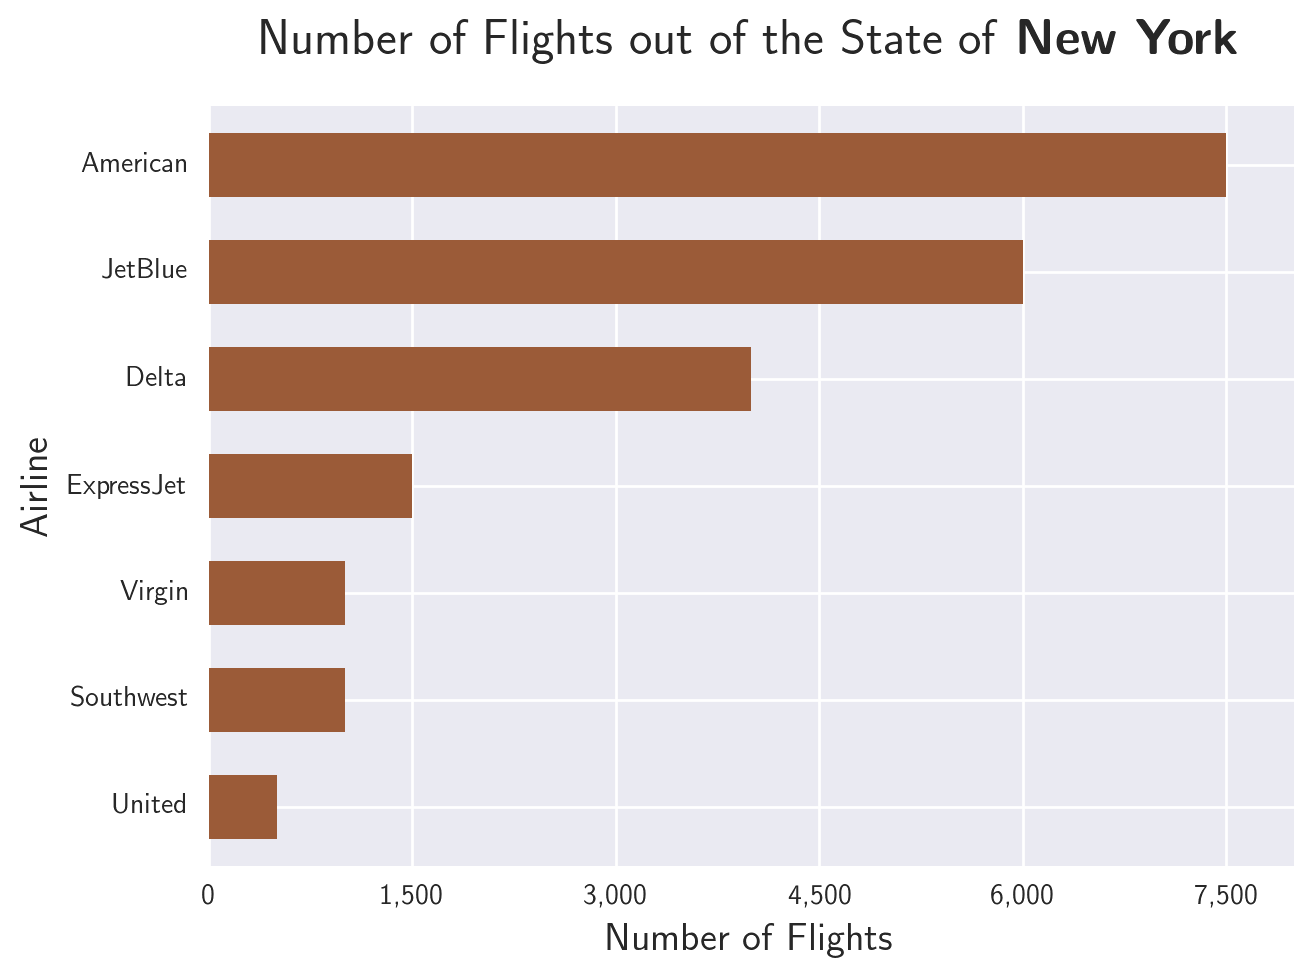 Number of Flights out of the State of New York
American
JetBlue
Delta
ExpressJet
Virgin
Southwest
United
Airline
0 1,500 3,000 4,500 6,000 7,500
Number of Flights